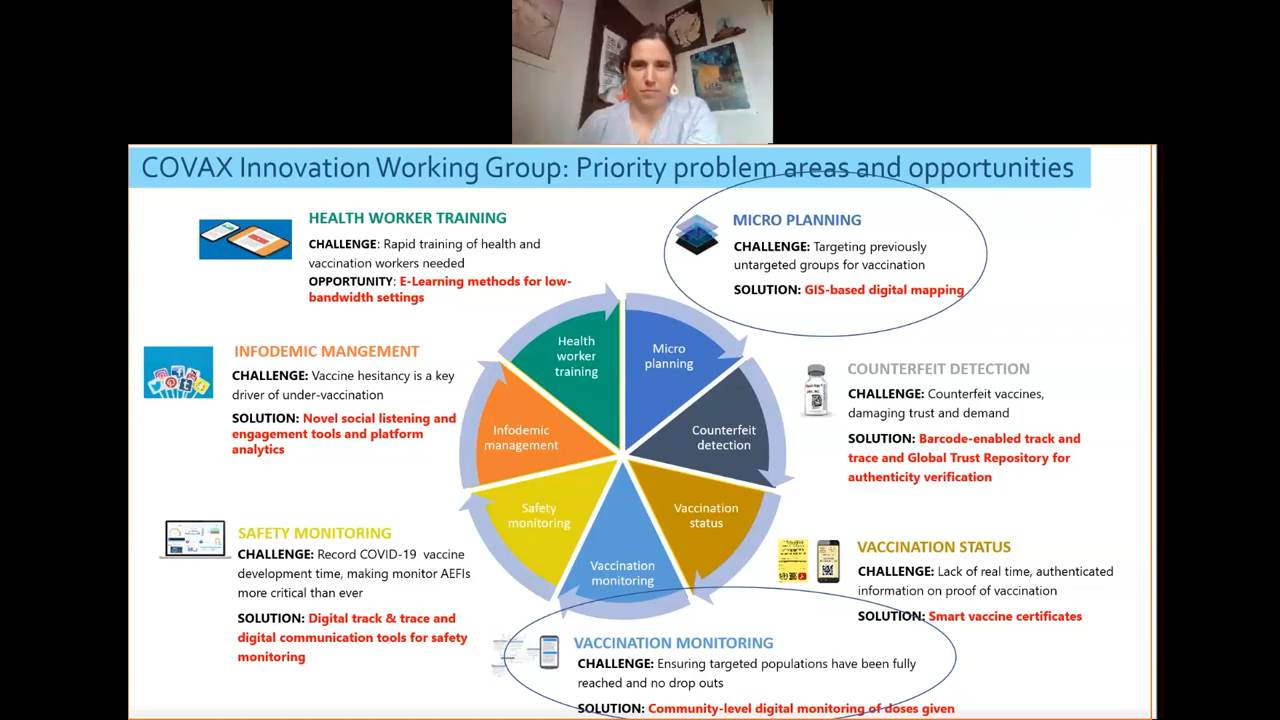 COVAX Innovation Working Group: Priority problem areas and opportunities
HEALTH WORKER TRAINING
CHALLENGE: Rapid training of health and
vaccination workers needed
OPPORTUNITY: E-Learning methods for low-
bandwidth settings
MICRO PLANNING
CHALLENGE: Targeting previously
untargeted groups for vaccination
SOLUTION: GIS-based digital mapping
INFODEMIC MANGEMENT
CHALLENGE: Vaccine hesitancy is a key
driver of under-vaccination
SOLUTION: Novel social listening and
engagement tools and platform
analytics
Health
worker
training
Micro
planning
Infodemic
management
Counterfeit
detection
Safety
monitoring
Vaccination
status
Vaccination
monitoring
COUNTERFEIT DETECTION
CHALLENGE: Counterfeit vaccines,
damaging trust and demand
SOLUTION: Barcode-enabled track and
trace and Global Trust Repository for
authenticity verification
SAFETY MONITORING
CHALLENGE: Record COVID-19 vaccine
development time, making monitor AEFIs
more critical than ever
SOLUTION: Digital track & trace and
digital communication tools for safety
monitoring
VACCINATION STATUS
CHALLENGE: Lack of real time, authenticated
information on proof of vaccination
SOLUTION: Smart vaccine certificates
VACCINATION MONITORING
CHALLENGE: Ensuring targeted populations have been fully
reached and no drop outs
SOLUTION: Community-level digital monitoring of doses given